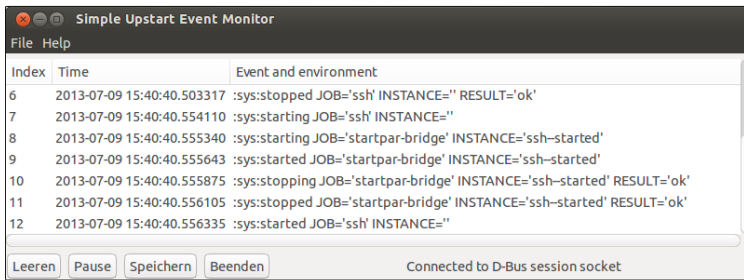 Simple Upstart Event Monitor
File Help
Index Time Event and environment
6 2013-07-09 15:40:40.503317 :sys:stopped JOB='ssh' INSTANCE='' RESULT='ok'
7 2013-07-09 15:40:40.554110 :sys:starting JOB='ssh' INSTANCE=''
8 2013-07-09 15:40:40.555340 :sys:starting JOB='startpar-bridge' INSTANCE='ssh--started'
9 2013-07-09 15:40:40.555643 :sys:started JOB='startpar-bridge' INSTANCE='ssh--started'
10 2013-07-09 15:40:40.555875 :sys:stopping JOB='startpar-bridge' INSTANCE='ssh--started' RESULT='ok'
11 2013-07-09 15:40:40.556105 :sys:stopped JOB='startpar-bridge' INSTANCE='ssh--started' RESULT='ok'
12 2013-07-09 15:40:40.556335 :sys:started JOB='ssh' INSTANCE=''
Leeren Pause Speichern Beenden Connected to D-Bus session socket